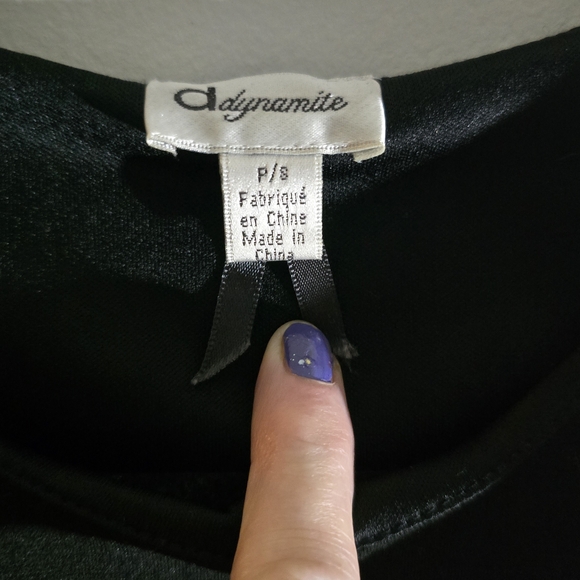 d dynamite
P/S
Fabriqué
en Chine
Made in
China